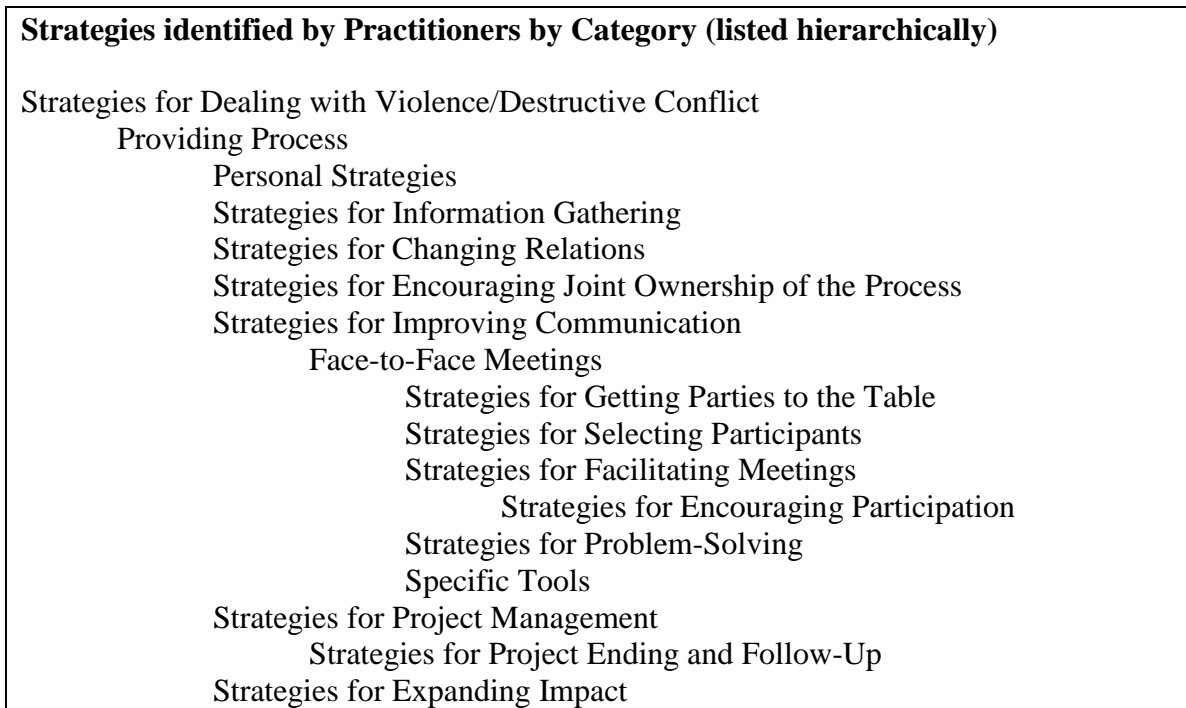 Strategies identified by Practitioners by Category (listed hierarchically)
Strategies for Dealing with Violence/Destructive Conflict
Providing Process
Personal Strategies
Strategies for Information Gathering
Strategies for Changing Relations
Strategies for Encouraging Joint Ownership of the Process
Strategies for Improving Communication
Face-to-Face Meetings
Strategies for Getting Parties to the Table
Strategies for Selecting Participants
Strategies for Facilitating Meetings
Strategies for Encouraging Participation
Strategies for Problem-Solving
Specific Tools
Strategies for Project Management
Strategies for Project Ending and Follow-Up
Strategies for Expanding Impact